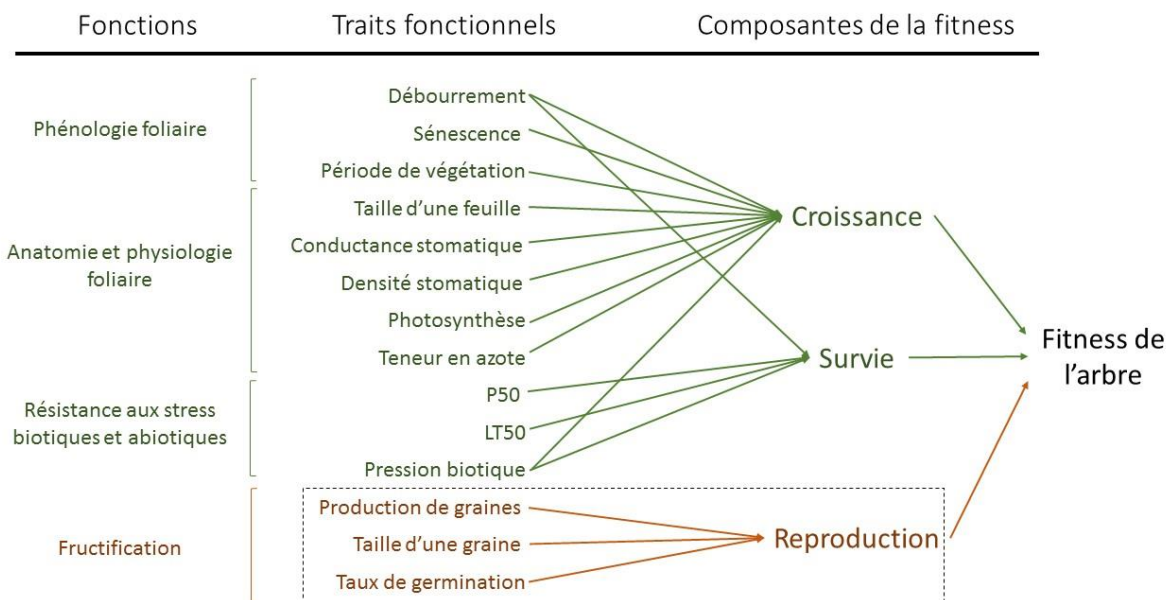 Fonctions
Traits fonctionnels
Composantes de la fitness
Phénologie foliaire
Débourrement
Sénescence
Période de végétation
Anatomie et physiologie
foliaire
Taille d’une feuille
Conductance stomatique
Densité stomatique
Photosynthèse
Teneur en azote
Résistance aux stress
biotiques et abiotiques
P50
LT50
Pression biotique
Fructification
Production de graines
Taille d’une graine
Taux de germination
Croissance
Survie
Reproduction
Fitness de
l’arbre